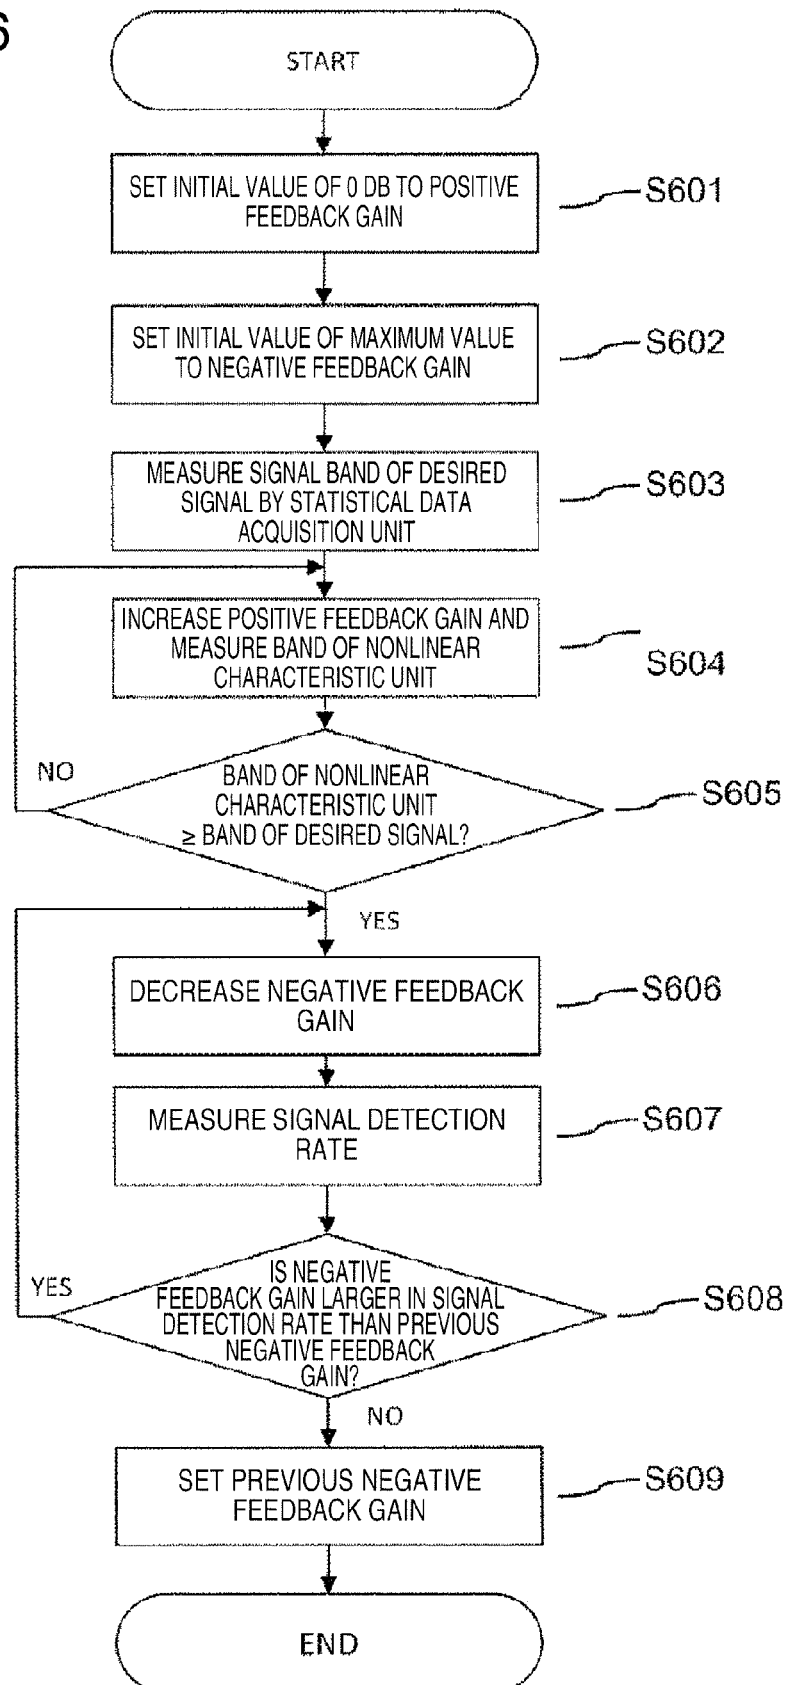 6
START
SET INITIAL VALUE OF 0 DB TO POSITIVE
FEEDBACK GAIN
S601
SET INITIAL VALUE OF MAXIMUM VALUE
TO NEGATIVE FEEDBACK GAIN
S602
MEASURE SIGNAL BAND OF DESIRED
SIGNAL BY STATISTICAL DATA
ACQUISITION UNIT
S603
INCREASE POSITIVE FEEDBACK GAIN AND
MEASURE BAND OF NONLINEAR
CHARACTERISTIC UNIT
S604
NO
BAND OF NONLINEAR
CHARACTERISTIC UNIT
≥ BAND OF DESIRED SIGNAL?
S605
YES
DECREASE NEGATIVE FEEDBACK
GAIN
S606
MEASURE SIGNAL DETECTION
RATE
S607
YES
IS NEGATIVE
FEEDBACK GAIN LARGER IN SIGNAL
DETECTION RATE THAN PREVIOUS
NEGATIVE FEEDBACK
GAIN?
S608
NO
SET PREVIOUS NEGATIVE
FEEDBACK GAIN
S609
END